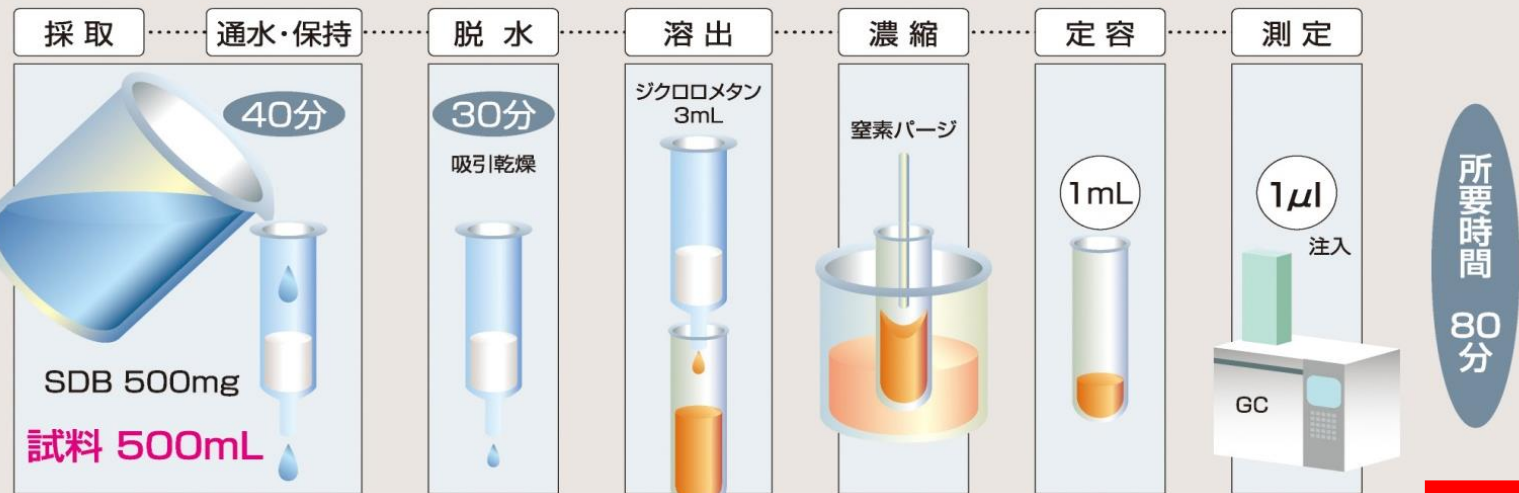 採取
通水・保持
脱水
溶出
濃縮
定容
測定
40分
SDB 500mg
試料 500mL
30分
吸引乾燥
ジクロロメタン
3mL
窒素パージ
1mL
1μl
注入
GC
所要時間 80分